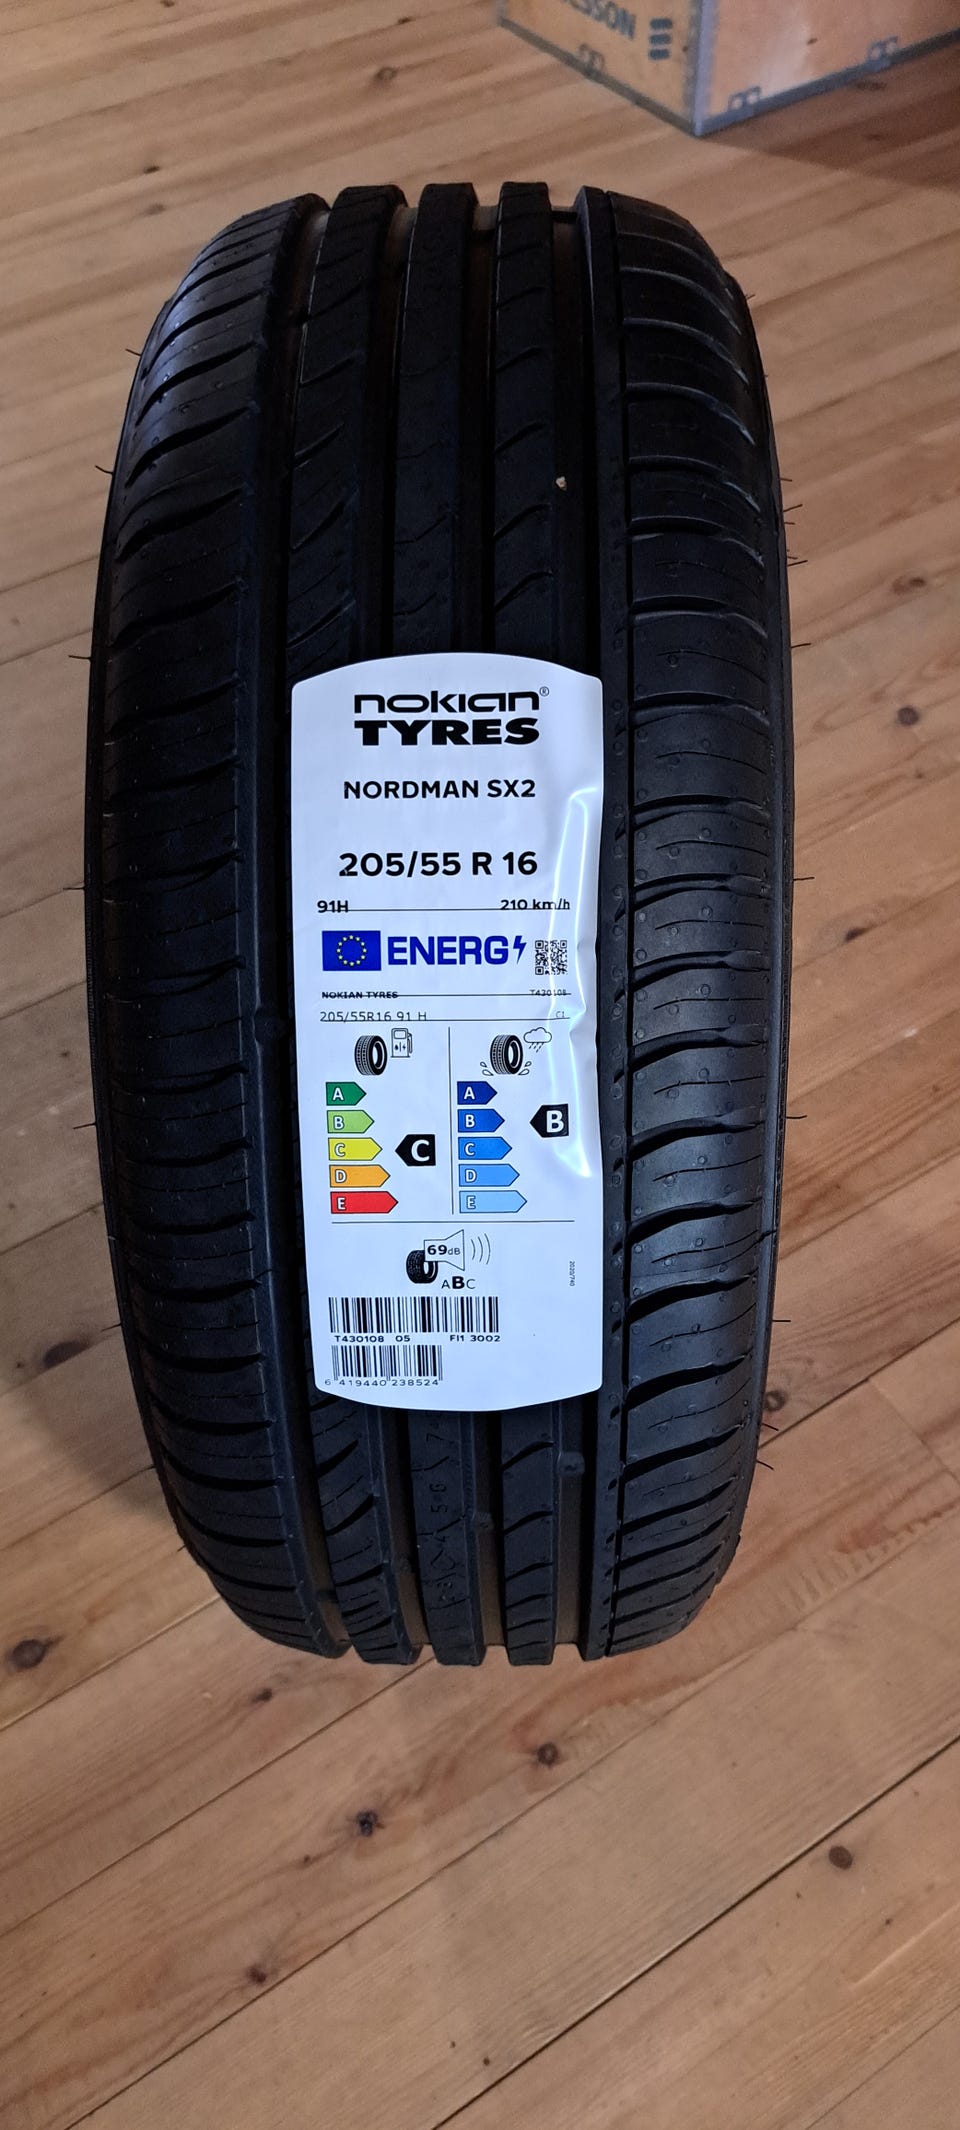 nokian®
TYRES
NORDMAN SX2
205/55 R 16
91H 210 km/h
ENERG
NOKIAN TYRES T430108
205/55R16 91 H C1
A A
B B B
C C C
D D
E E
69dB
ABC
2020/740
T430108 05 FI1 3002
6 419440 238524